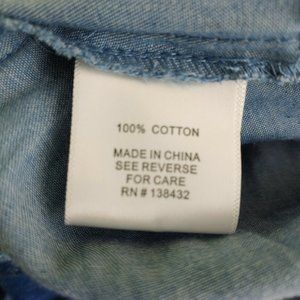 100% COTTON
MADE IN CHINA
SEE REVERSE
FOR CARE
RN # 138432